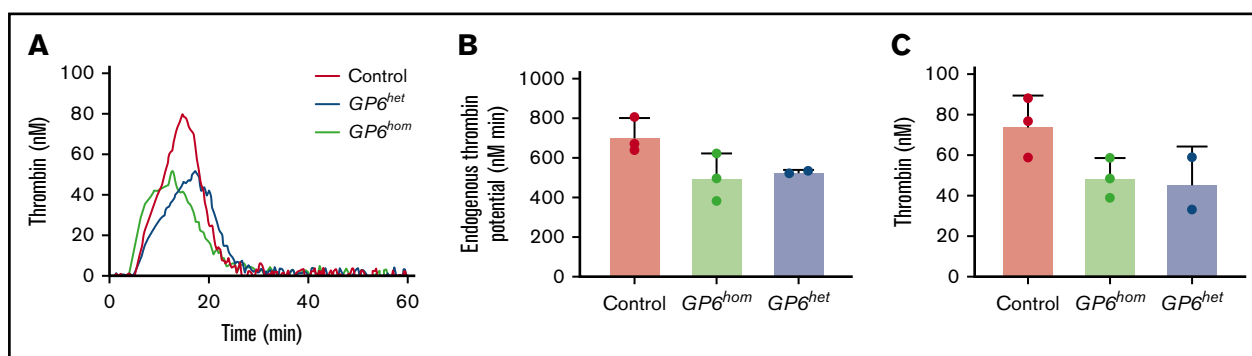 A
Thrombin (nM)
100
80
60
40
20
0
0 20 40 60
Time (min)
Control
GP6het
GP6hom
B
Endogenous thrombin
potential (nM min)
1000
800
600
400
200
0
Control GP6hom GP6het
C
Thrombin (nM)
100
80
60
40
20
0
Control GP6hom GP6het